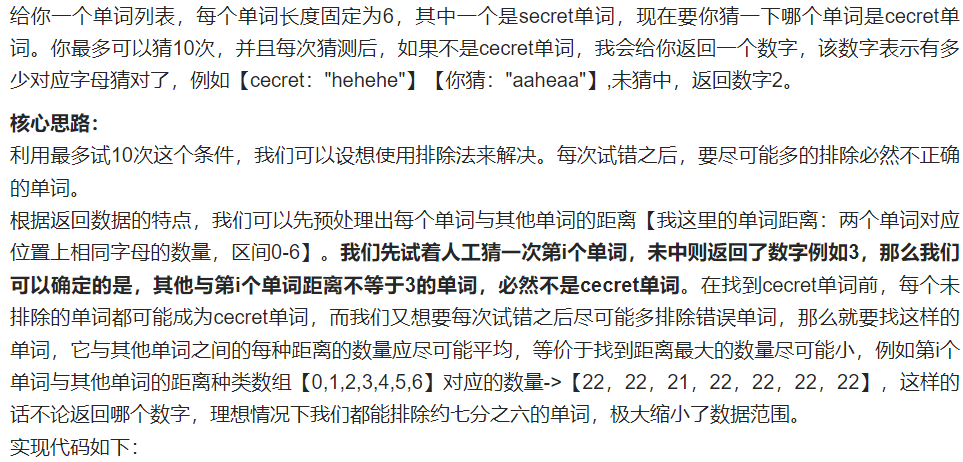 给你一个单词列表，每个单词长度固定为6，其中一个是secret单词，现在要你猜一下哪个单词是cecret单
词。你最多可以猜10次，并且每次猜测后，如果不是cecret单词，我会给你返回一个数字，该数字表示有多
少对应字母猜对了，例如【cecret："hehehe"】【你猜："aaheaa"】,未猜中，返回数字2。
核心思路：
利用最多试10次这个条件，我们可以设想使用排除法来解决。每次试错之后，要尽可能多的排除必然不正确
的单词。
根据返回数据的特点，我们可以先预处理出每个单词与其他单词的距离【我这里的单词距离：两个单词对应
位置上相同字母的数量，区间0-6】。我们先试着人工猜一次第i个单词，未中则返回了数字例如3，那么我们
可以确定的是，其他与第i个单词距离不等于3的单词，必然不是cecret单词。在找到cecret单词前，每个未
排除的单词都可能成为cecret单词，而我们又想要每次试错之后尽可能多排除错误单词，那么就要找这样的
单词，它与其他单词之间的每种距离的数量应尽可能平均，等价于找到距离最大的数量尽可能小，例如第i个
单词与其他单词的距离种类数组【0,1,2,3,4,5,6】对应的数量->【22，22，21，22，22，22，22】，这样的
话不论返回哪个数字，理想情况下我们都能排除约七分之六的单词，极大缩小了数据范围。
实现代码如下：